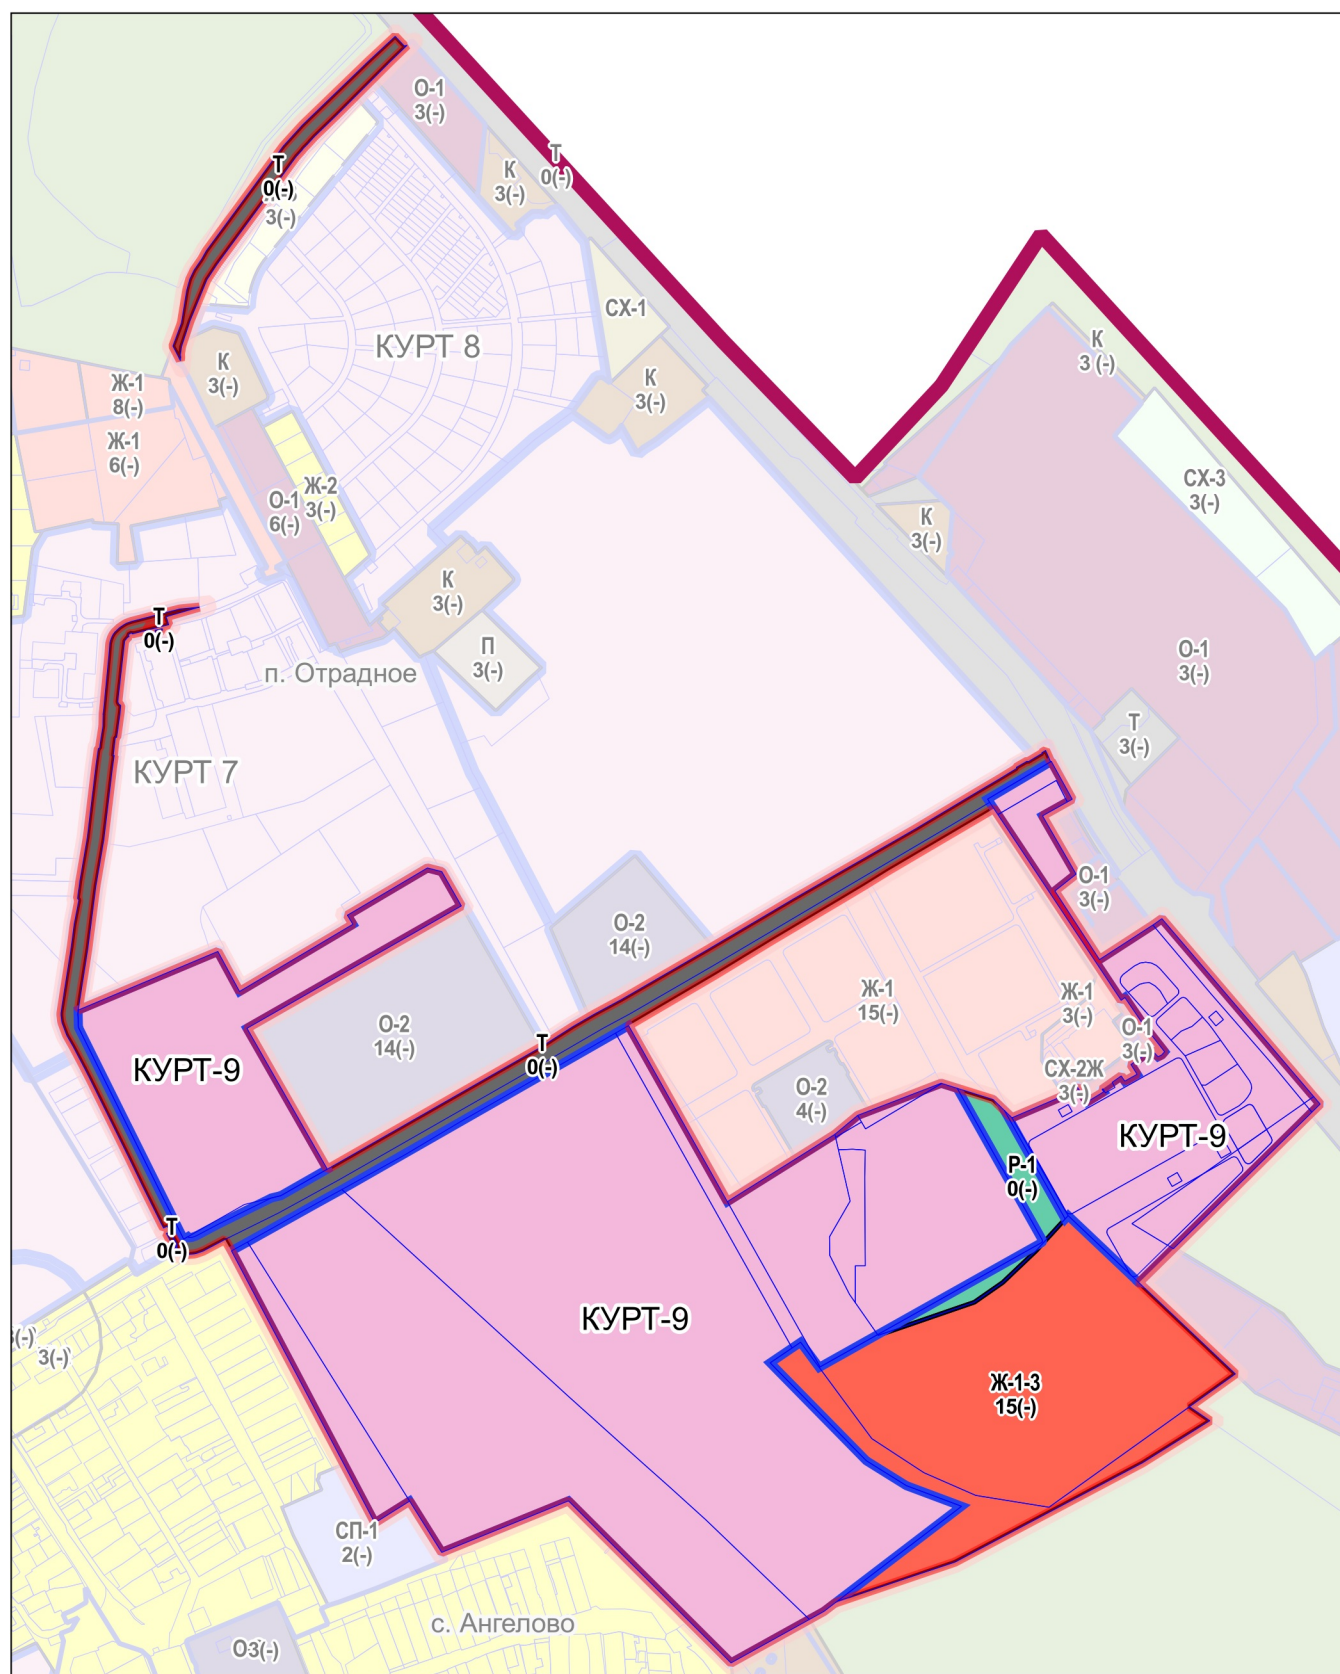 О-1
3(-)
К
3(-)
Т
0(-)
Т
0(-)
3(-)
СХ-1
КУРТ 8
К
3(-)
К
3(-)
К
3 (-)
Ж-1
8(-)
Ж-1
6(-)
Ж-2
3(-)
О-1
6(-)
СХ-3
3(-)
К
3(-)
К
3(-)
Т
0(-)
П
3(-)
О-1
3(-)
п. Отрадное
Т
3(-)
КУРТ 7
О-1
3(-)
О-2
14(-)
Ж-1
15(-)
Ж-1
3(-)
О-2
14(-)
О-1
3(-)
Т
0(-)
КУРТ-9
СХ-2Ж
3(-)
О-2
4(-)
КУРТ-9
Р-1
0(-)
Т
0(-)
КУРТ-9
(-)
3(-)
Ж-1-3
15(-)
СП-1
2(-)
с. Ангелово
О3(-)